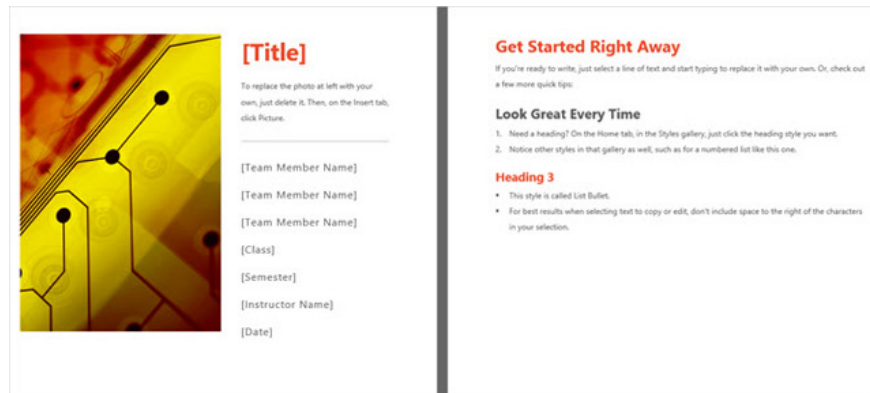 [Title]
To replace the photo at left with your
own, just delete it. Then, on the Insert tab,
click Picture.
[Team Member Name]
[Team Member Name]
[Team Member Name]
[Class]
[Semester]
[Instructor Name]
[Date]
Get Started Right Away
If you're ready to write, just select a line of text and start typing to replace it with your own. Or, check out
a few more quick tips:
Look Great Every Time
1. Need a heading? On the Home tab, in the Styles gallery, just click the heading style you want.
2. Notice other styles in that gallery as well, such as for a numbered list like this one.
Heading 3
• This style is called List Bullet.
• For best results when selecting text to copy or edit, don't include space to the right of the characters
in your selection.